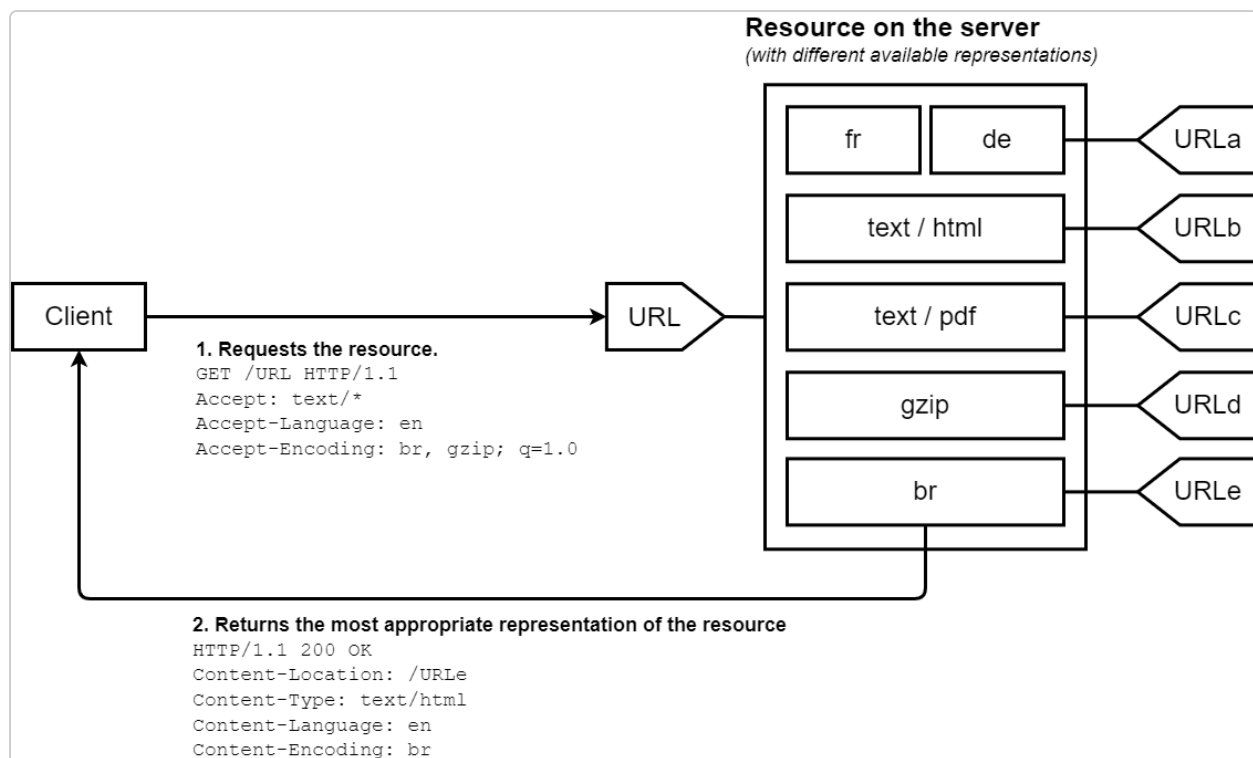 Resource on the server
(with different available representations)
fr
de
URLa
text / html
URLb
Client
URL
text / pdf
URLc
1. Requests the resource.
GET /URL HTTP/1.1
Accept: text/*
Accept-Language: en
Accept-Encoding: br, gzip; q=1.0
gzip
URLd
br
URLe
2. Returns the most appropriate representation of the resource
HTTP/1.1 200 OK
Content-Location: /URLe
Content-Type: text/html
Content-Language: en
Content-Encoding: br